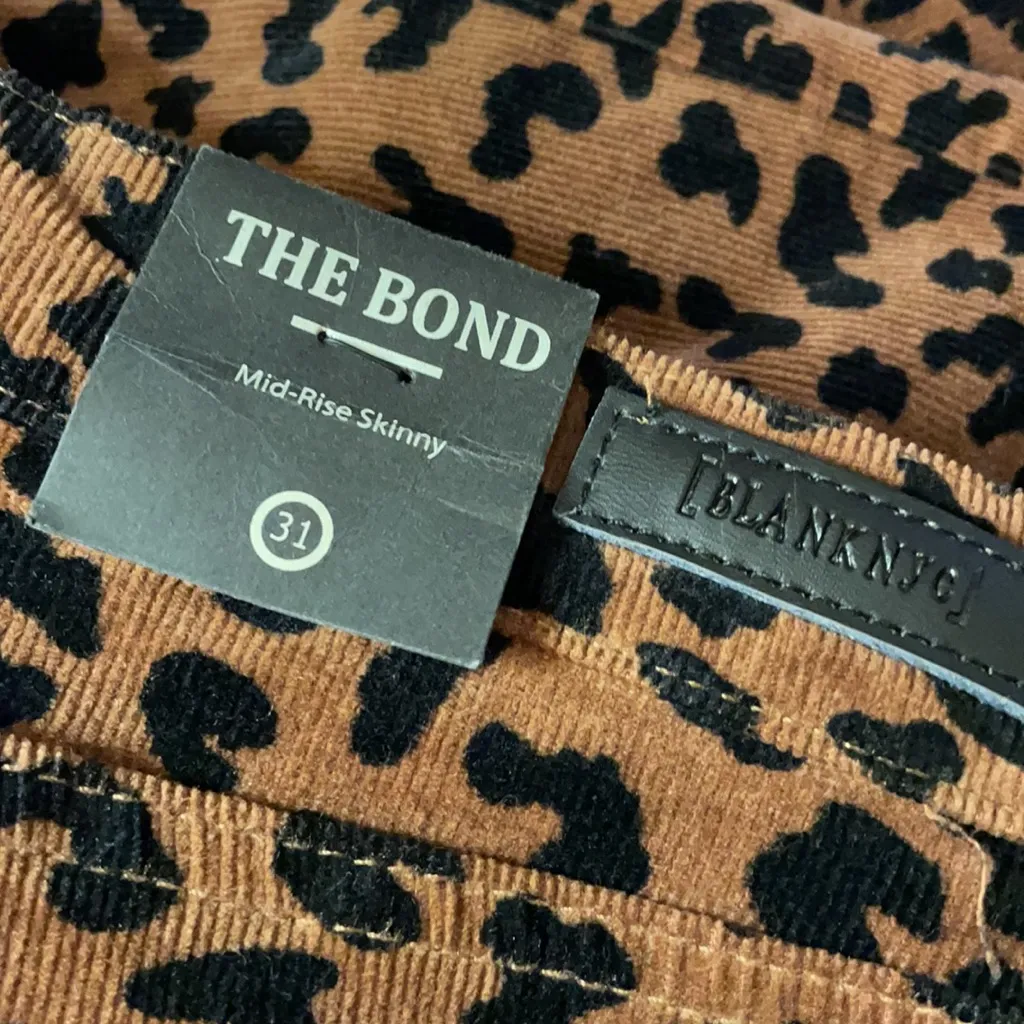 THE BOND
Mid-Rise Skinny
31
[BLANKNYC]